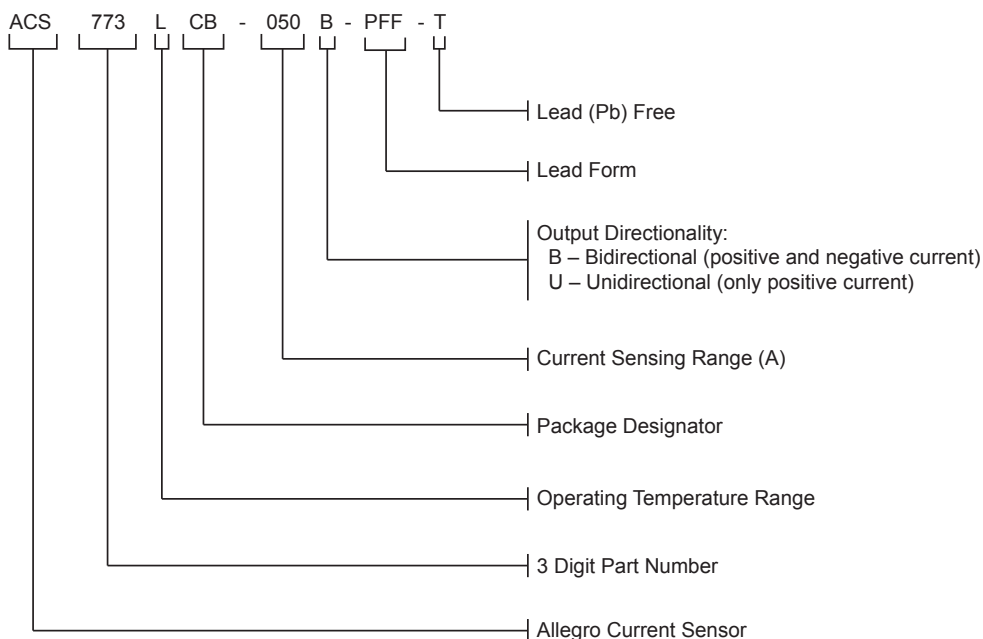 ACS 773 L CB - 050 B - PFF - T
Lead (Pb) Free
Lead Form
Output Directionality:
B – Bidirectional (positive and negative current)
U – Unidirectional (only positive current)
Current Sensing Range (A)
Package Designator
Operating Temperature Range
3 Digit Part Number
Allegro Current Sensor